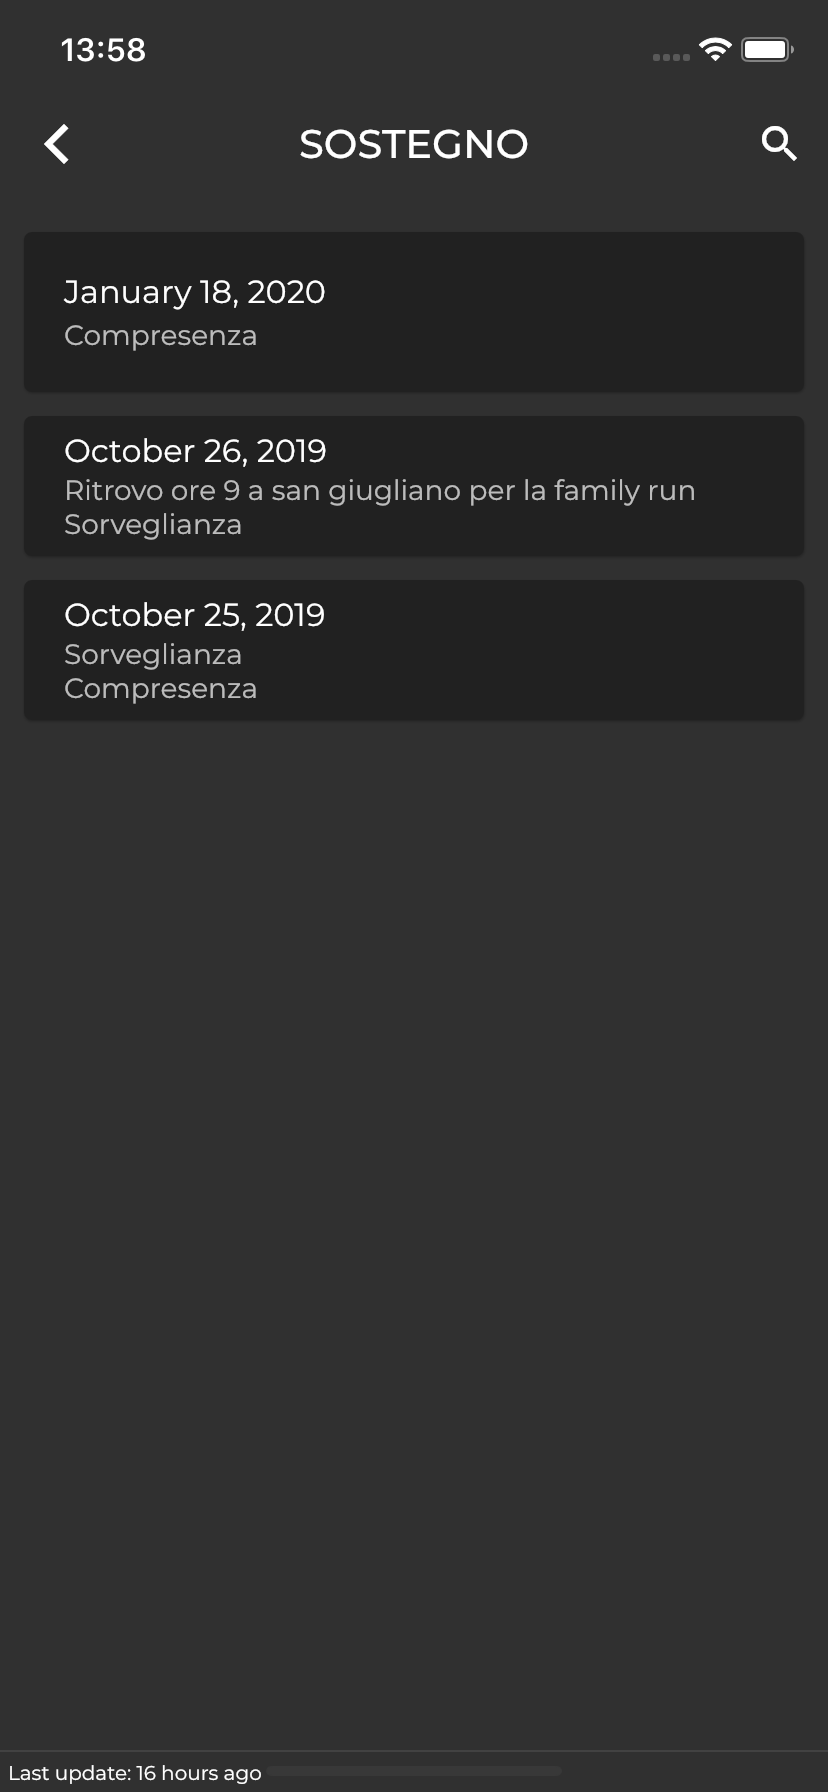 13:58
SOSTEGNO
January 18, 2020
Compresenza
October 26, 2019
Ritrovo ore 9 a san giugliano per la family run
Sorveglianza
October 25, 2019
Sorveglianza
Compresenza
Last update: 16 hours ago